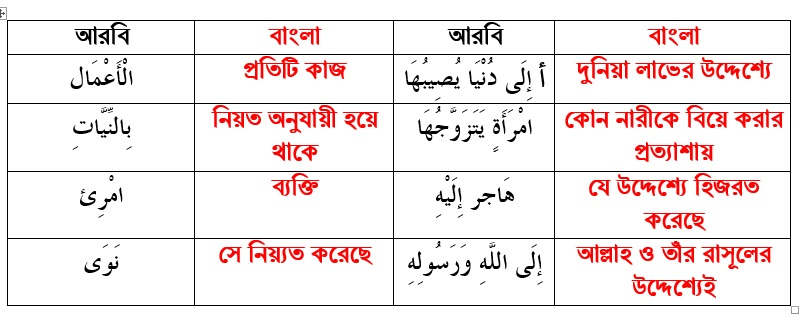 আরবি বাংলা আরবি বাংলা
الْأَعْمَال প্রতিটি কাজ أ إِلَى دُنْيَا يُصِيبُهَا দুনিয়া লাভের উদ্দেশ্যে
بِالنِّيَّاتِ নিয়ত অনুযায়ী হয়ে থাকে امْرَأَةٍ يَتَزَوَّجُهَا কোন নারীকে বিয়ে করার প্রত্যাশায়
امْرِئ ব্যক্তি هَاجر إِلَيْهِ যে উদ্দেশ্যে হিজরত করেছে
نَوَى সে নিয়্যত করেছে إِلَى اللَّهِ وَرَسُولِهِ আল্লাহ ও তাঁর রাসূলের উদ্দেশ্যেই